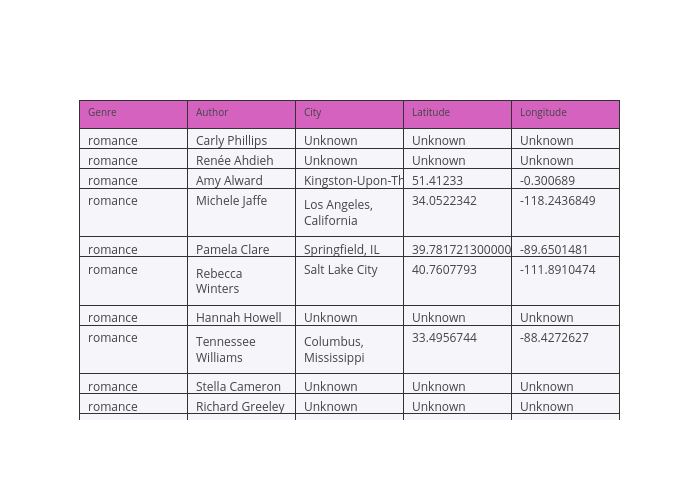 Genre Author City Latitude Longitude
romance Carly Phillips Unknown Unknown Unknown
romance Renée Ahdieh Unknown Unknown Unknown
romance Amy Alward Kingston-Upon-Th 51.41233 -0.300689
romance Michele Jaffe Los Angeles, 34.0522342 -118.2436849
California
romance Pamela Clare Springfield, IL 39.781721300000 -89.6501481
romance Rebecca Salt Lake City 40.7607793 -111.8910474
Winters
romance Hannah Howell Unknown Unknown Unknown
romance Tennessee Columbus, 33.4956744 -88.4272627
Williams Mississippi
romance Stella Cameron Unknown Unknown Unknown
romance Richard Greeley Unknown Unknown Unknown